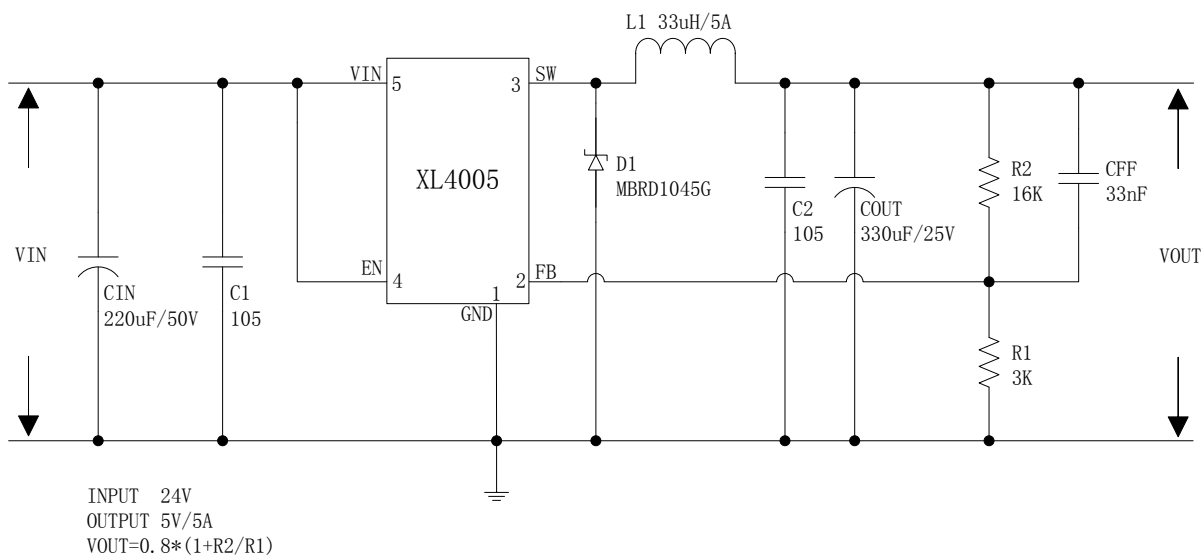 L1 33uH/5A
VIN
5
3
SW
XL4005
D1
MBRD1045G
R2
16K
CFF
33nF
C2
105
COUT
330uF/25V
VIN
VOUT
EN
4
2
FB
1
GND
CIN
220uF/50V
C1
105
R1
3K
INPUT 24V
OUTPUT 5V/5A
VOUT=0.8*(1+R2/R1)